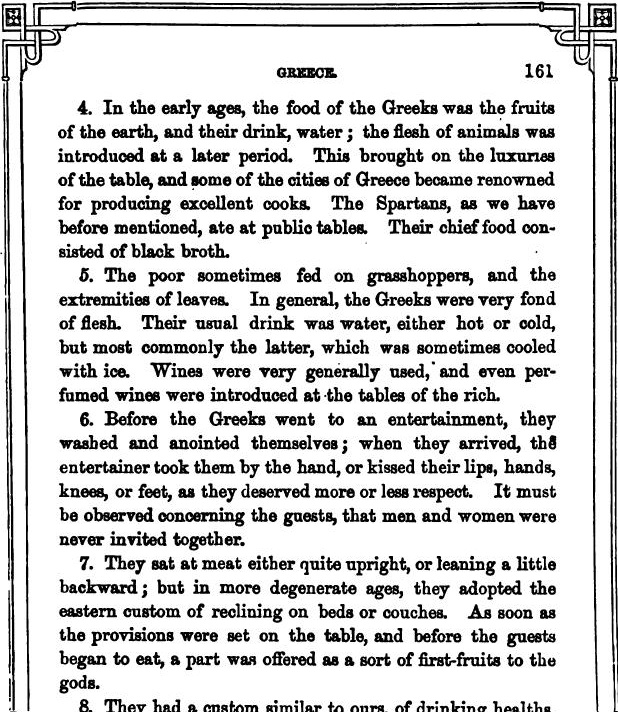 GREECE.
161
4. In the early ages, the food of the Greeks was the fruits
of the earth, and their drink, water; the flesh of animals was
introduced at a later period. This brought on the luxuries
of the table, and some of the cities of Greece became renowned
for producing excellent cooks. The Spartans, as we have
before mentioned, ate at public tables. Their chief food con-
sisted of black broth.
5. The poor sometimes fed on grasshoppers, and the
extremities of leaves. In general, the Greeks were very fond
of flesh. Their usual drink was water, either hot or cold,
but most commonly the latter, which was sometimes cooled
with ice. Wines were very generally used, and even per-
fumed wines were introduced at the tables of the rich.
6. Before the Greeks went to an entertainment, they
washed and anointed themselves; when they arrived, the
entertainer took them by the hand, or kissed their lips, hands,
knees, or feet, as they deserved more or less respect. It must
be observed concerning the guests, that men and women were
never invited together.
7. They sat at meat either quite upright, or leaning a little
backward; but in more degenerate ages, they adopted the
eastern custom of reclining on beds or couches. As soon as
the provisions were set on the table, and before the guests
began to eat, a part was offered as a sort of first-fruits to the
gods.
8. They had a custom similar to ours, of drinking healths,